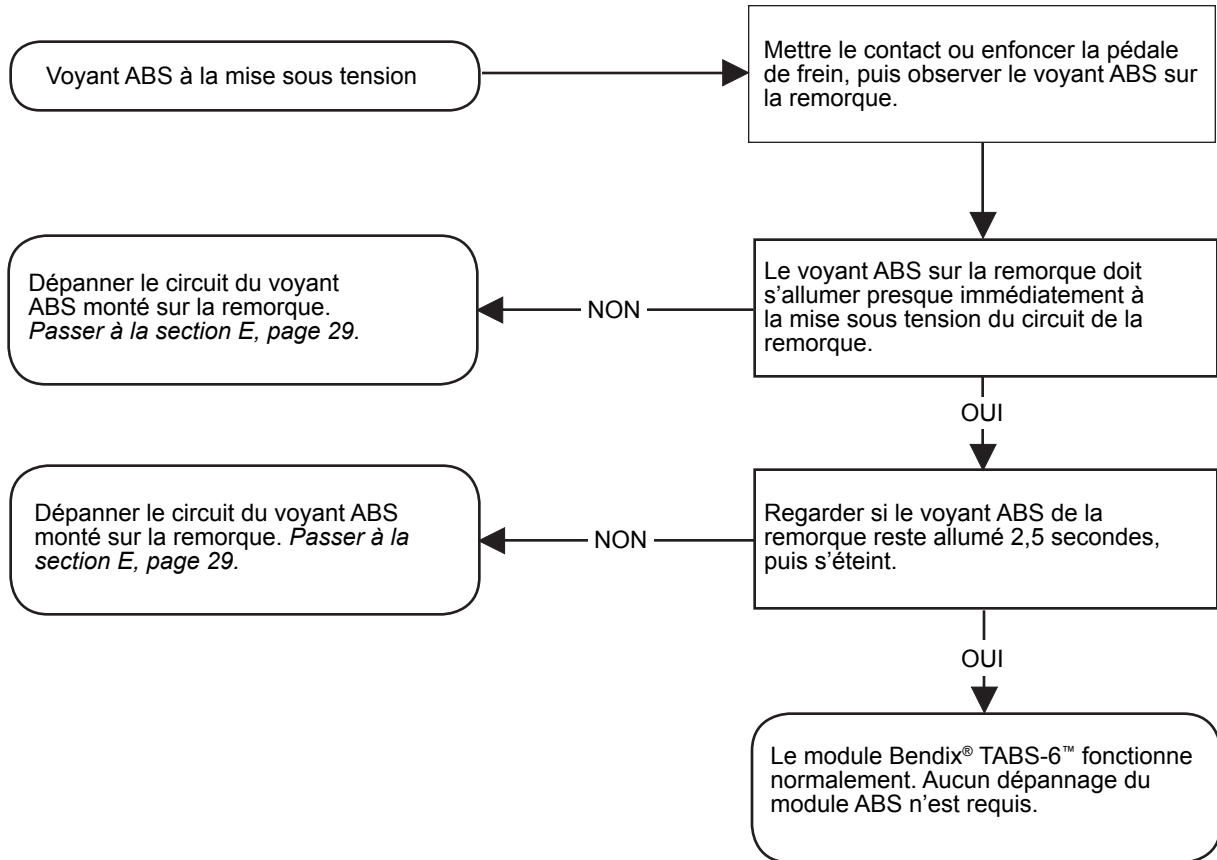 Voyant ABS à la mise sous tension
Mettre le contact ou enfoncer la pédale
de frein, puis observer le voyant ABS sur
la remorque.
Le voyant ABS sur la remorque doit
s’allumer presque immédiatement à
la mise sous tension du circuit de la
remorque.
NON
Dépanner le circuit du voyant
ABS monté sur la remorque.
Passer à la section E, page 29.
OUI
Regarder si le voyant ABS de la
remorque reste allumé 2,5 secondes,
puis s’éteint.
NON
Dépanner le circuit du voyant ABS
monté sur la remorque. Passer à la
section E, page 29.
OUI
Le module Bendix® TABS-6™ fonctionne
normalement. Aucun dépannage du
module ABS n’est requis.